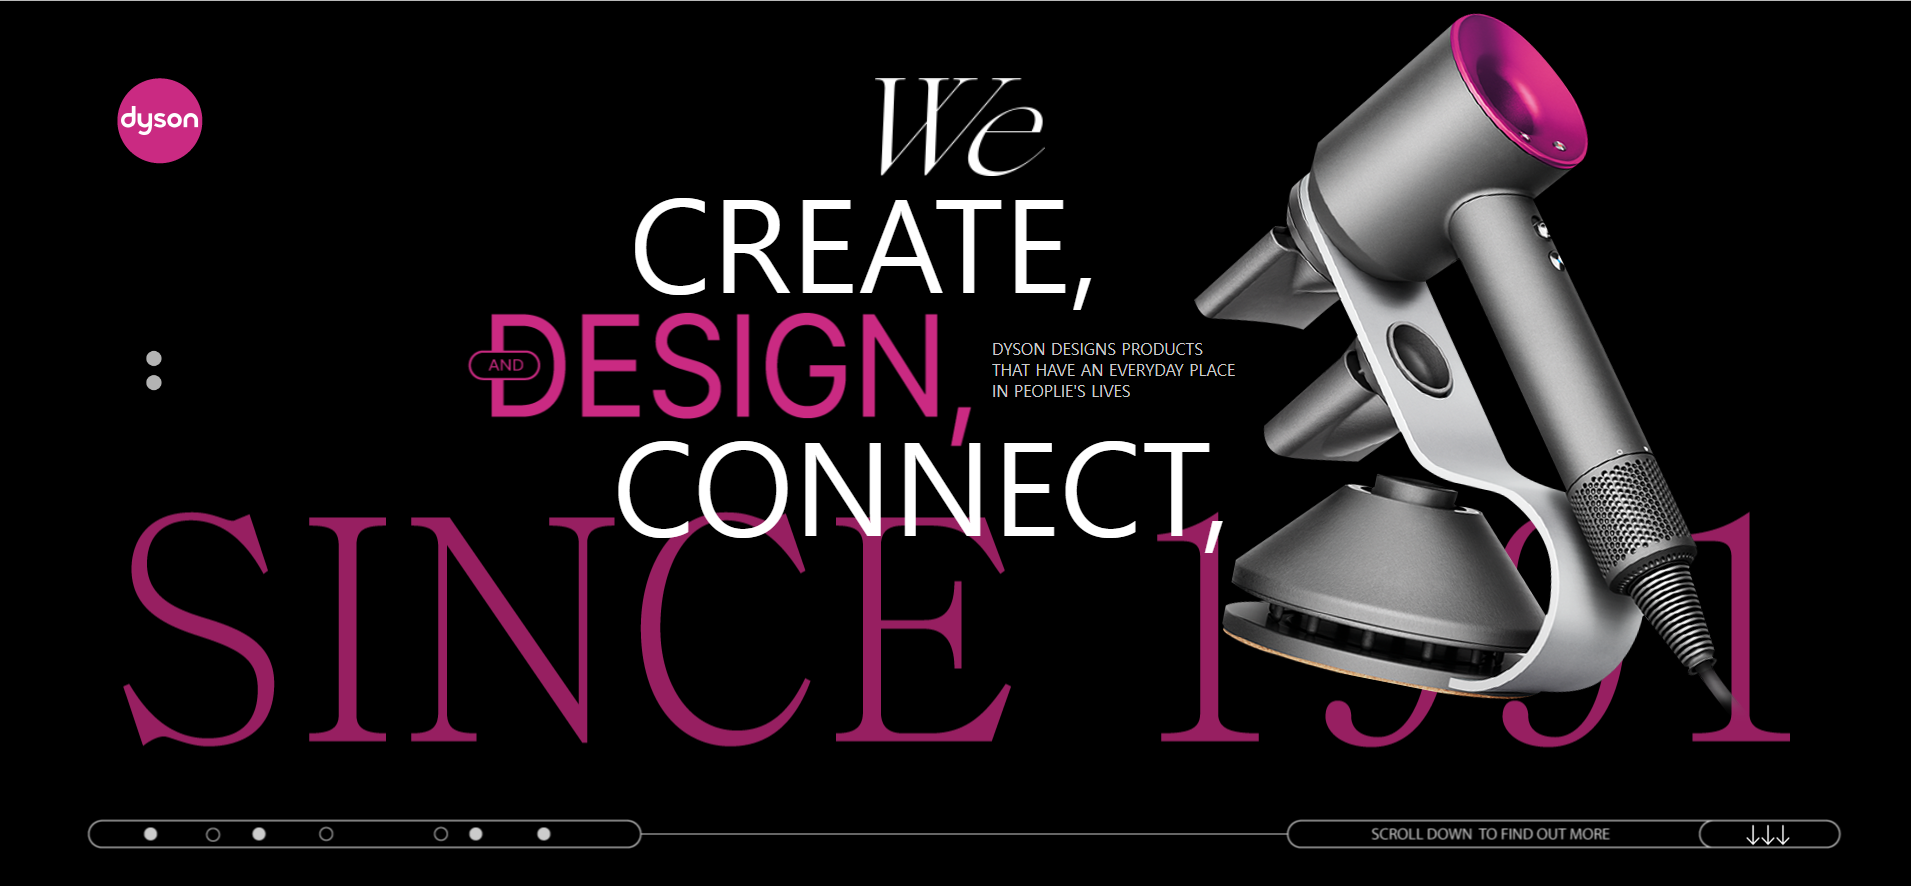 dyson
We
CREATE,
AND
DESIGN,
DYSON DESIGNS PRODUCTS
THAT HAVE AN EVERYDAY PLACE
IN PEOPLIE'S LIVES
CONNECT,
SINCE 1991
SCROLL DOWN TO FIND OUT MORE